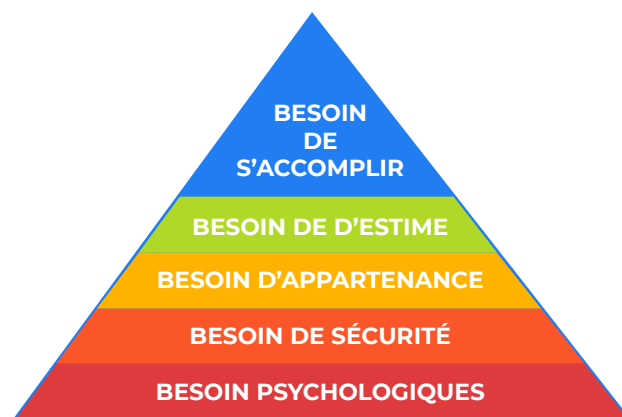 BESOIN
DE
S’ACCOMPLIR
BESOIN DE D’ESTIME
BESOIN D’APPARTENANCE
BESOIN DE SÉCURITÉ
BESOIN PSYCHOLOGIQUES